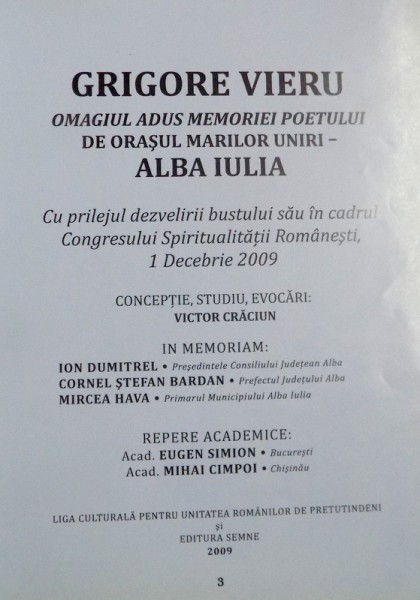 GRIGORE VIERU
OMAGIUL ADUS MEMORIEI POETULUI
DE ORAŞUL MARILOR UNIRI –
ALBA IULIA
Cu prilejul dezvelirii bustului său în cadrul
Congresului Spiritualităţii Româneşti,
1 Decebrie 2009
CONCEPŢIE, STUDIU, EVOCĂRI:
VICTOR CRĂCIUN
IN MEMORIAM:
ION DUMITREL • Preşedintele Consiliului Judeţean Alba
CORNEL ŞTEFAN BARDAN • Prefectul Judeţului Alba
MIRCEA HAVA • Primarul Municipiului Alba Iulia
REPERE ACADEMICE:
Acad. EUGEN SIMION • Bucureşti
Acad. MIHAI CIMPOI • Chişinău
LIGA CULTURALĂ PENTRU UNITATEA ROMÂNILOR DE PRETUTINDENI
şi
EDITURA SEMNE
2009
3